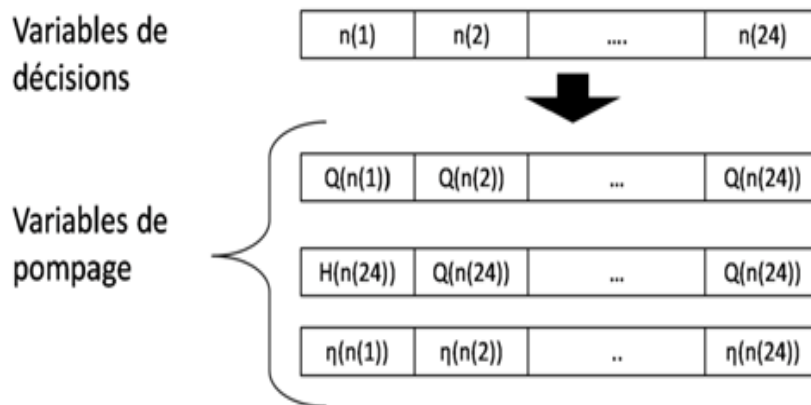 Variables de
décisions
n(1) n(2) .... n(24)
Variables de
pompage
Q(n(1)) Q(n(2)) ... Q(n(24))
H(n(24)) Q(n(24)) ... Q(n(24))
η(n(1)) η(n(2)) .. η(n(24))